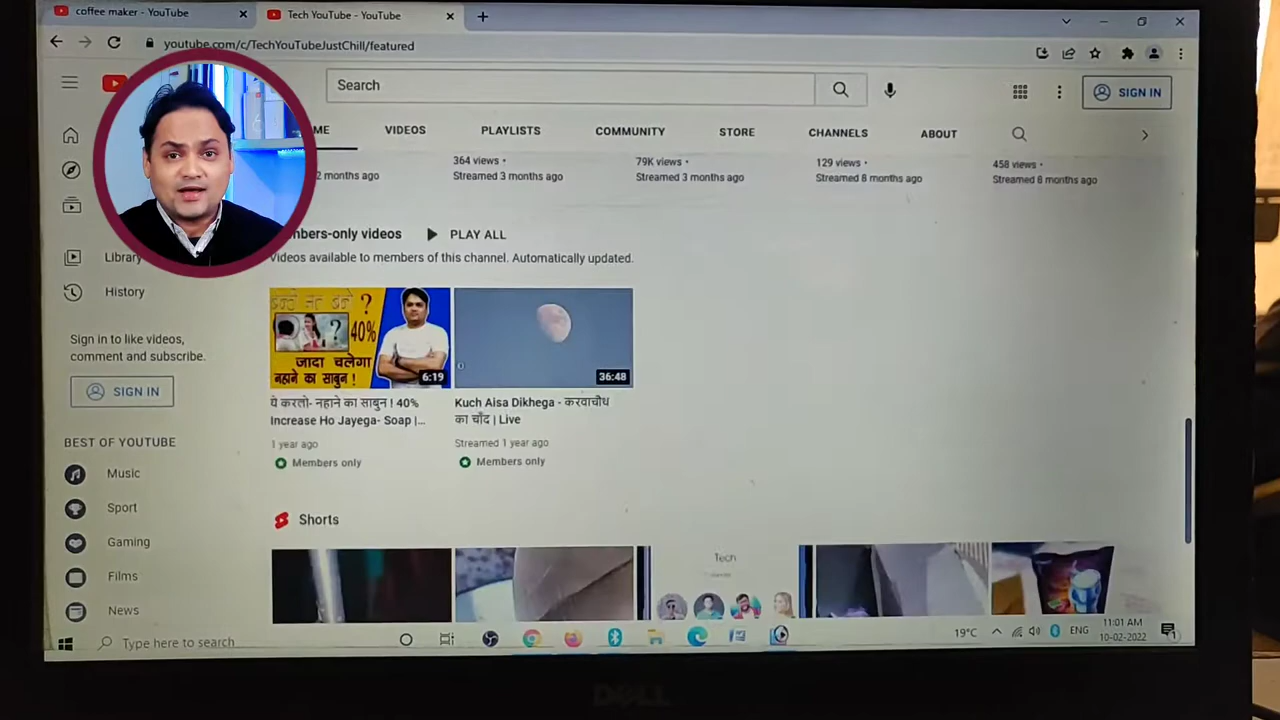 coffee maker - YouTube
Tech YouTube - YouTube
youtube.com/c/TechYouTubeJustChill/featured
Search
SIGN IN
ME VIDEOS PLAYLISTS COMMUNITY STORE CHANNELS ABOUT
364 views •
79K views •
129 views •
458 views •
2 months ago
Streamed 3 months ago
Streamed 3 months ago
Streamed 8 months ago
Streamed 8 months ago
nbers-only videos
PLAY ALL
Videos available to members of this channel. Automatically updated.
Library
History
Sign in to like videos,
comment and subscribe.
SIGN IN
BEST OF YOUTUBE
Music
Sport
Gaming
Films
News
?
?
40%
जादा चलेगा
नहाने का साबुन !
6:19
36:48
ये करलो- नहाने का साबुन ! 40%
Increase Ho Jayega- Soap |...
1 year ago
Members only
Kuch Aisa Dikhega - करवाचौथ
का चाँद | Live
Streamed 1 year ago
Members only
Shorts
Tech
Type here to search
19°C
ENG
11:01 AM
10-02-2022
1
DELL